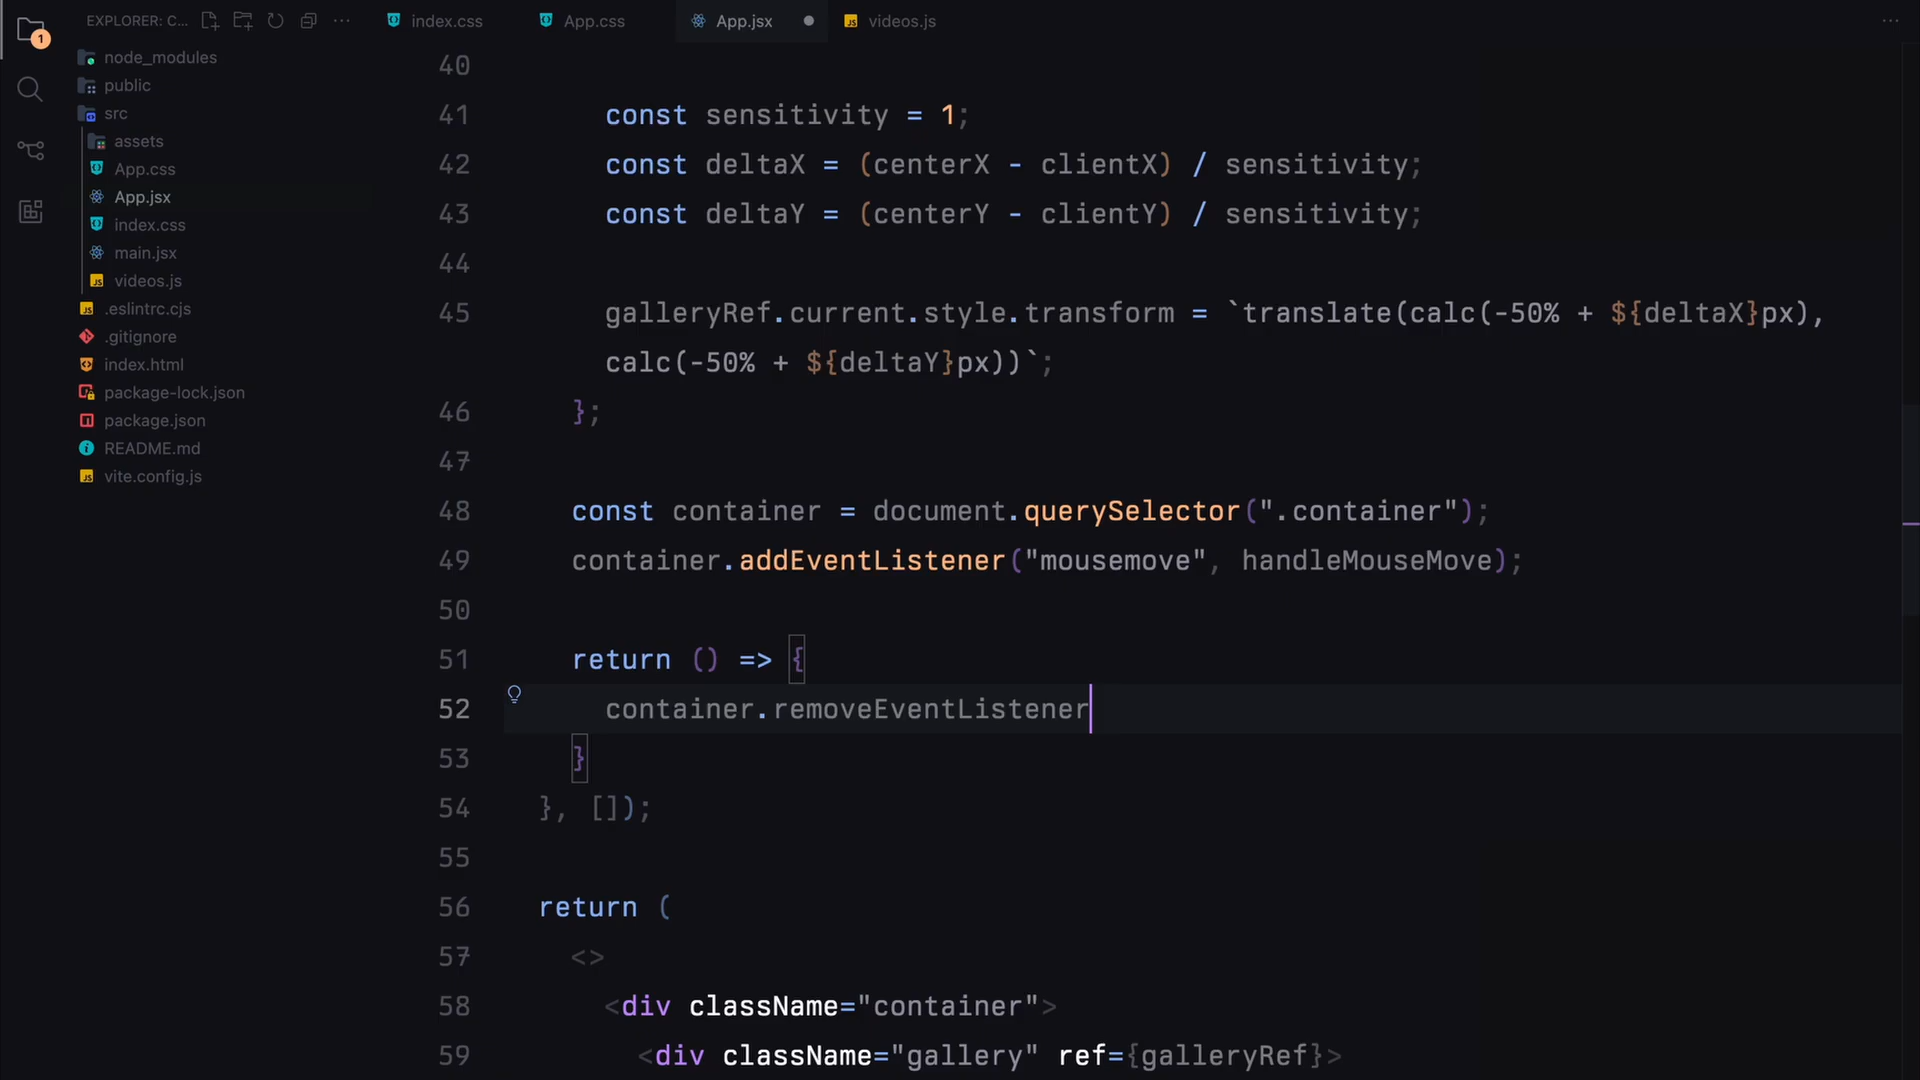 1
EXPLORER: C...
...
index.css
App.css
App.jsx
JS videos.js
...
node_modules
public
src
assets
App.css
App.jsx
index.css
main.jsx
JS videos.js
JS .eslintrc.cjs
.gitignore
index.html
package-lock.json
package.json
README.md
JS vite.config.js
40
41 const sensitivity = 1;
42 const deltaX = (centerX - clientX) / sensitivity;
43 const deltaY = (centerY - clientY) / sensitivity;
44
45 galleryRef.current.style.transform = `translate(calc(-50% + ${deltaX}px),
calc(-50% + ${deltaY}px))`;
46 };
47
48 const container = document.querySelector(".container");
49 container.addEventListener("mousemove", handleMouseMove);
50
51 return () => {
52 container.removeEventListener
53 }
54 }, []);
55
56 return (
57 <>
58 <div className="container">
59 <div className="gallery" ref={galleryRef}>